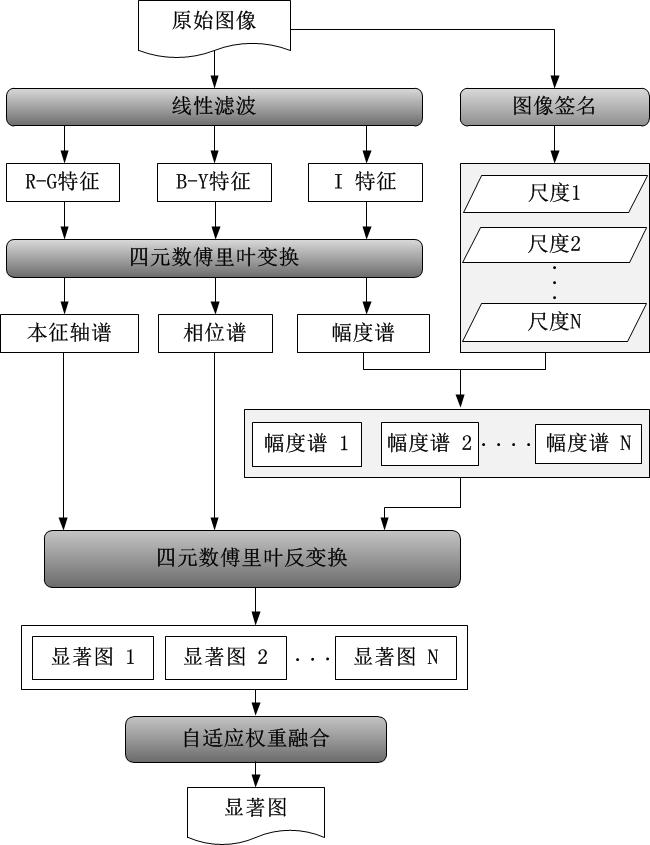 原始图像
线性滤波
图像签名
R-G特征
B-Y特征
I 特征
尺度1
尺度2
尺度N
四元数傅里叶变换
本征轴谱
相位谱
幅度谱
幅度谱 1
幅度谱 2
幅度谱 N
四元数傅里叶反变换
显著图 1
显著图 2
显著图 N
自适应权重融合
显著图